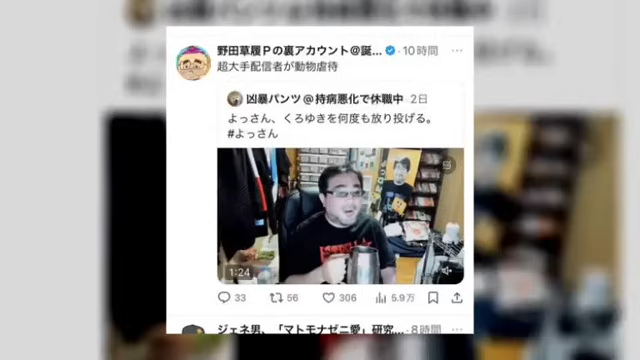 野田草履Pの裏アカウント@誕... ・10時間 …
超大手配信者が動物虐待
凶暴パンツ@持病悪化で休職中 2日
よっさん、くろゆきを何度も放り投げる。
#よっさん
1:24
33 56 306 5.9万
ジェネ男、「マトモナゼニ愛」研究... ・8時間 …